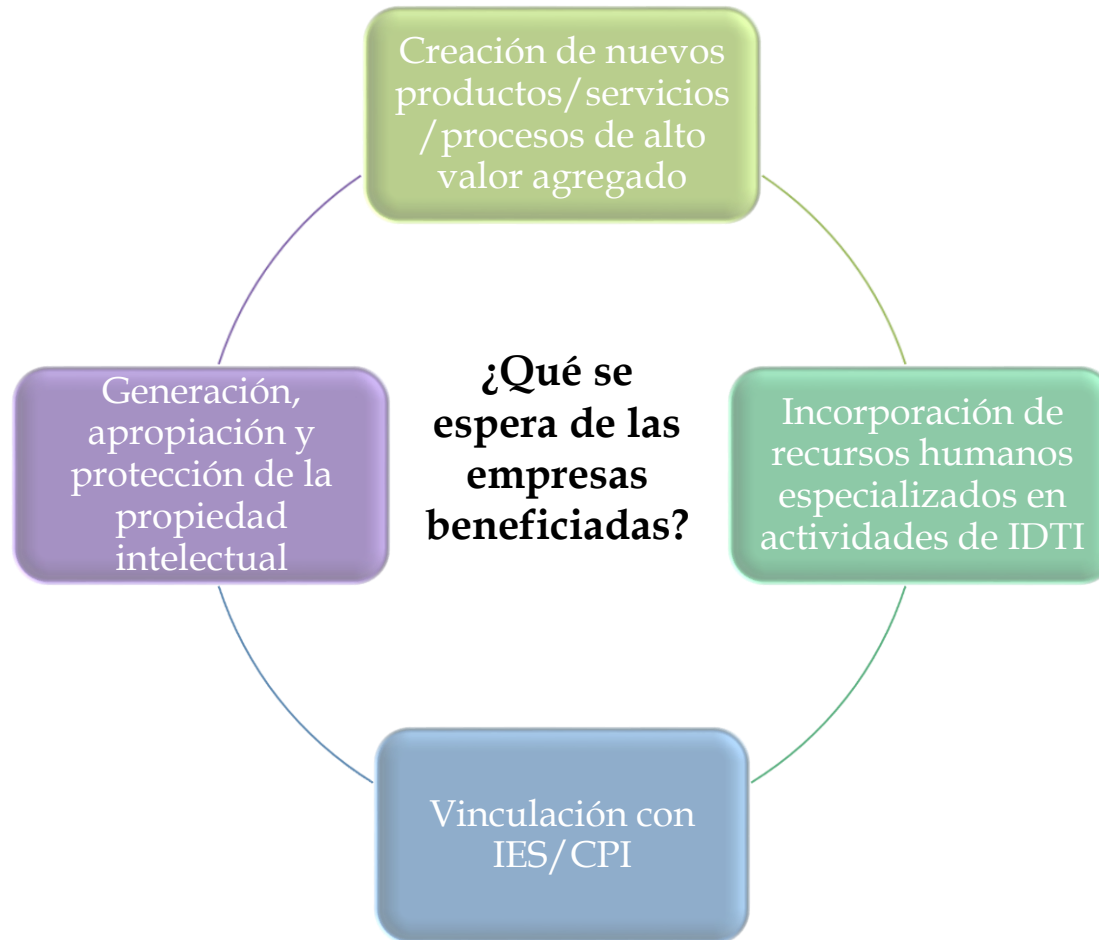 Creación de nuevos
productos/servicios
/procesos de alto
valor agregado
Generación,
apropiación y
protección de la
propiedad
intelectual
¿Qué se
espera de las
empresas
beneficiadas?
Incorporación de
recursos humanos
especializados en
actividades de IDTI
Vinculación con
IES/CPI